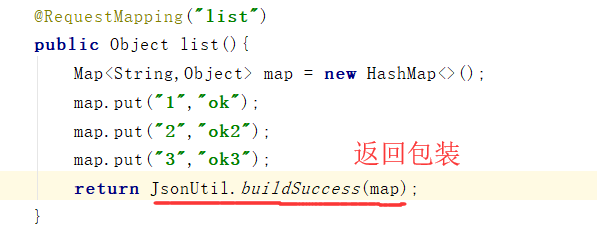 @RequestMapping("list")
public Object list(){
Map<String,Object> map = new HashMap<>();
map.put("1","ok");
map.put("2","ok2");
map.put("3","ok3");
返回包装
return JsonUtil.buildSuccess(map);
}